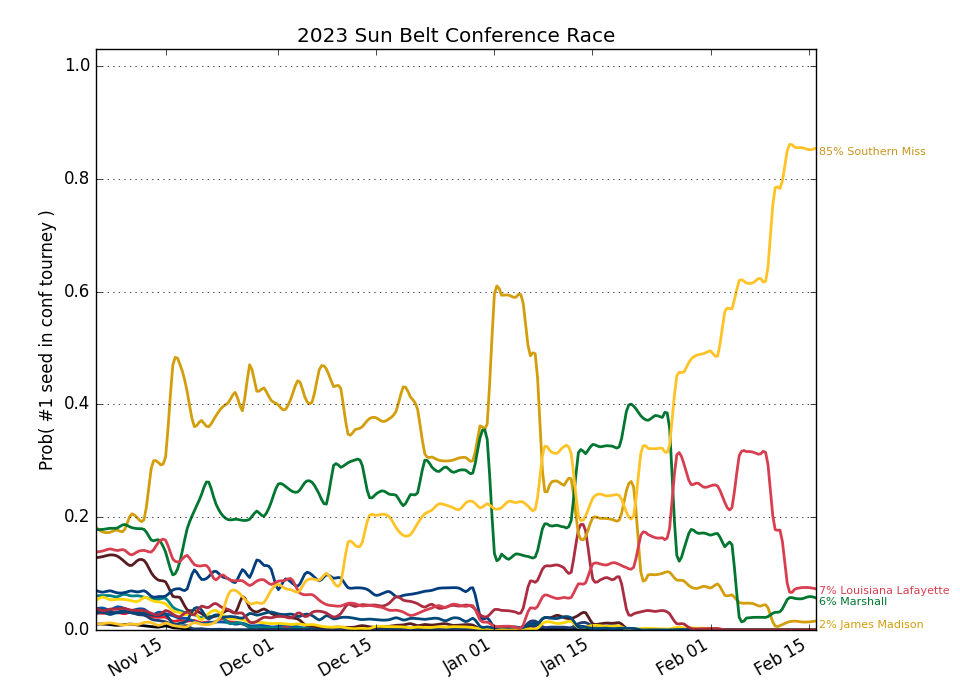 2023 Sun Belt Conference Race
Prob( #1 seed in conf tourney )
1.0
0.8
0.6
0.4
0.2
0.0
Nov 15
Dec 01
Dec 15
Jan 01
Jan 15
Feb 01
Feb 15
85% Southern Miss
7% Louisiana Lafayette
6% Marshall
2% James Madison